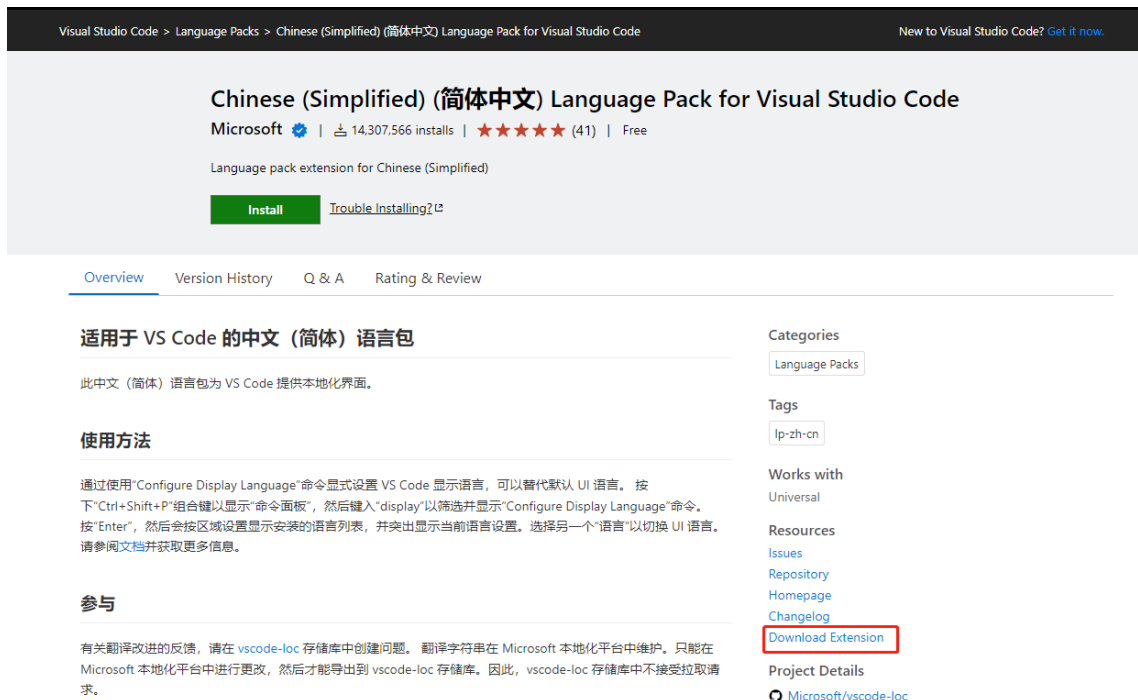 Visual Studio Code > Language Packs > Chinese (Simplified) (简体中文) Language Pack for Visual Studio Code
New to Visual Studio Code? Get it now.
Chinese (Simplified) (简体中文) Language Pack for Visual Studio Code
Microsoft | 14,307,566 installs | ★★★★★ (41) | Free
Language pack extension for Chinese (Simplified)
Install
Trouble Installing?
Overview
Version History
Q & A
Rating & Review
适用于 VS Code 的中文（简体）语言包
此中文（简体）语言包为 VS Code 提供本地化界面。
使用方法
通过使用“Configure Display Language”命令显式设置 VS Code 显示语言，可以替代默认 UI 语言。 按
下“Ctrl+Shift+P”组合键以显示“命令面板”，然后键入“display”以筛选并显示“Configure Display Language”命令。
按“Enter”，然后会按区域设置显示安装的语言列表，并突出显示当前语言设置。选择另一个“语言”以切换 UI 语言。
请参阅文档并获取更多信息。
参与
有关翻译改进的反馈，请在 vscode-loc 存储库中创建问题。 翻译字符串在 Microsoft 本地化平台中维护。只能在
Microsoft 本地化平台中进行更改，然后才能导出到 vscode-loc 存储库。因此，vscode-loc 存储库中不接受拉取请
求。
Categories
Language Packs
Tags
lp-zh-cn
Works with
Universal
Resources
Issues
Repository
Homepage
Changelog
Download Extension
Project Details
Microsoft/vscode-loc